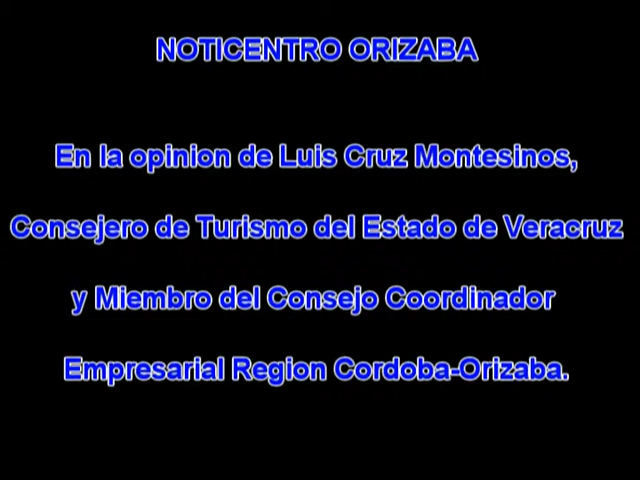 NOTICENTRO ORIZABA
En la opinion de Luis Cruz Montesinos,
Consejero de Turismo del Estado de Veracruz
y Miembro del Consejo Coordinador
Empresarial Region Cordoba-Orizaba.